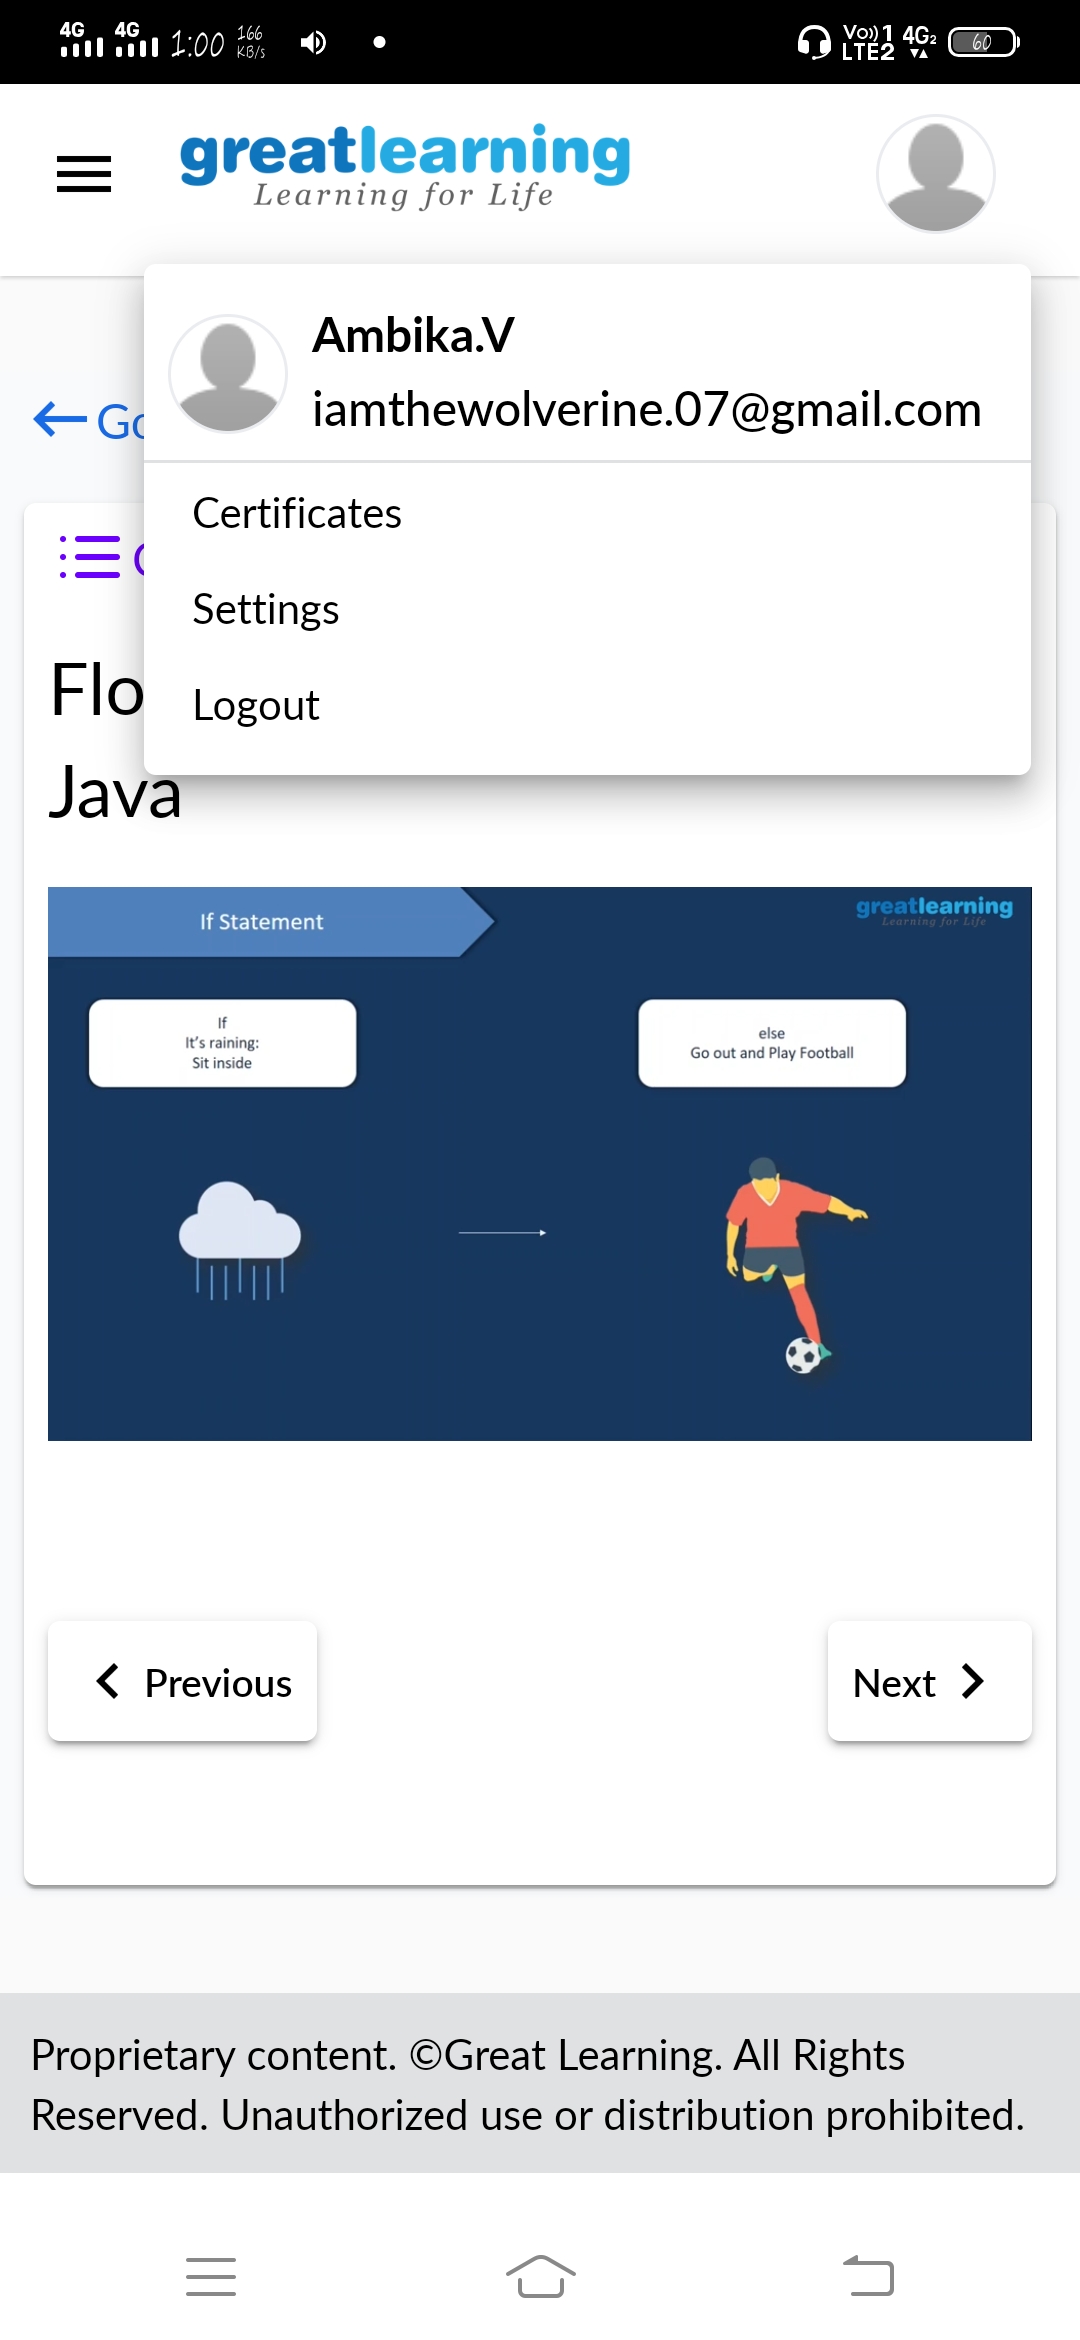 4G 4G 1:00 166 KB/s Vo)) 1 LTE2 4G2 60
greatlearning
Learning for Life
Ambika.V
iamthewolverine.07@gmail.com
Certificates
Settings
Logout
Java
If Statement
greatlearning
Learning for Life
If
It's raining:
Sit inside
else
Go out and Play Football
Previous
Next
Proprietary content. ©Great Learning. All Rights
Reserved. Unauthorized use or distribution prohibited.